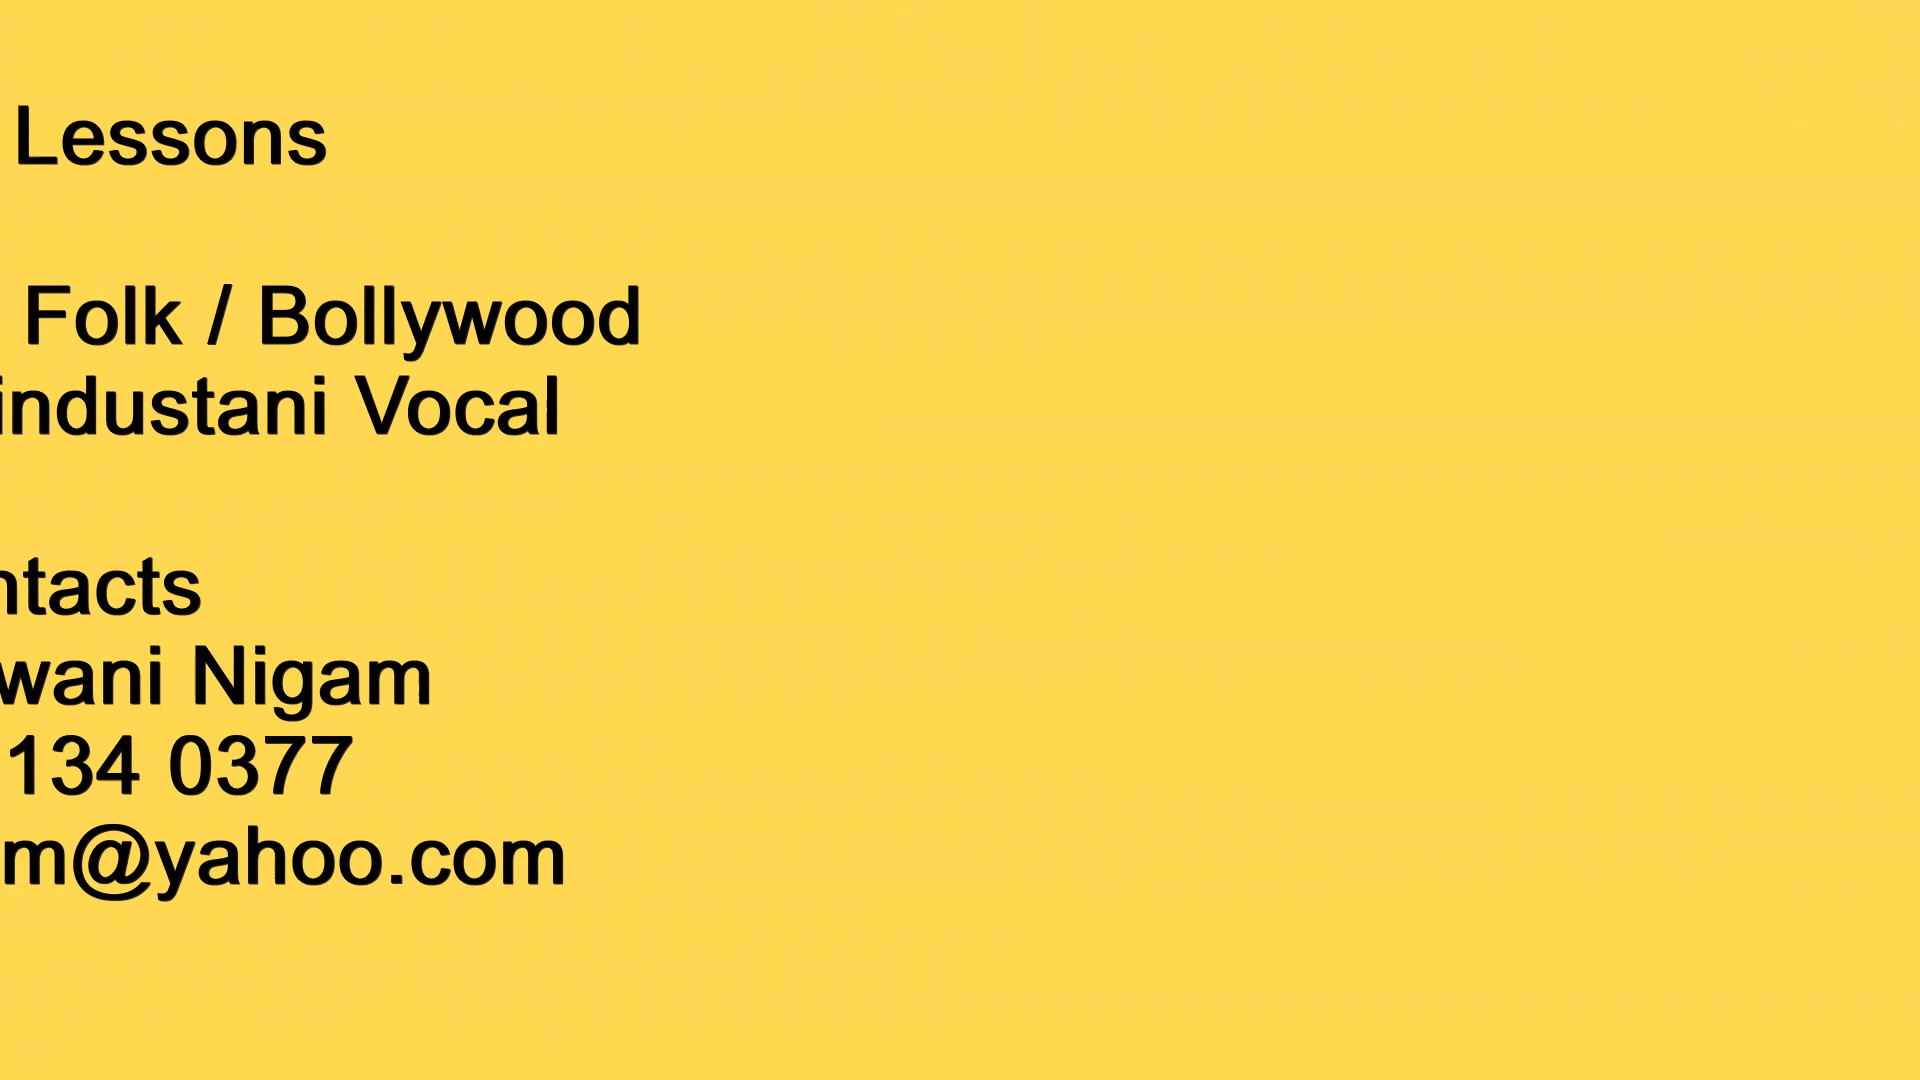 Lessons
Folk / Bollywood
industani Vocal
ntacts
wani Nigam
134 0377
m@yahoo.com